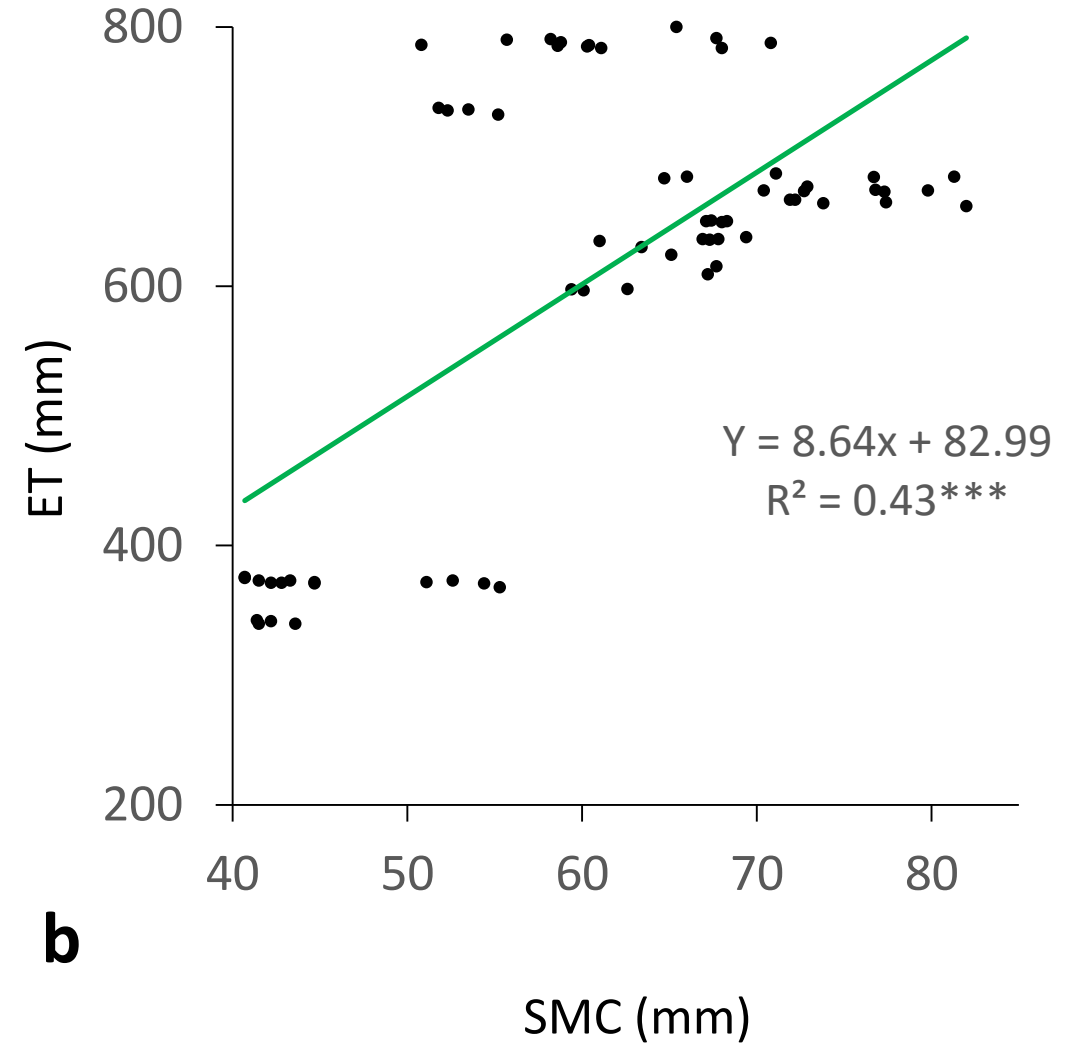 800
600
400
200
ET (mm)
Y = 8.64x + 82.99
R² = 0.43***
40 50 60 70 80
b
SMC (mm)